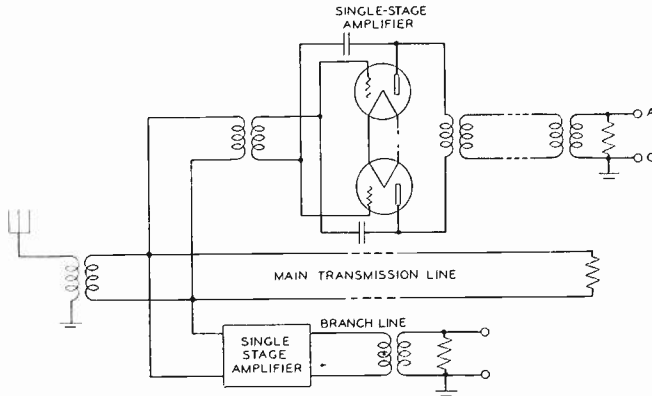 SINGLE-STAGE
AMPLIFIER
A
G
MAIN TRANSMISSION LINE
BRANCH LINE
SINGLE
STAGE
AMPLIFIER